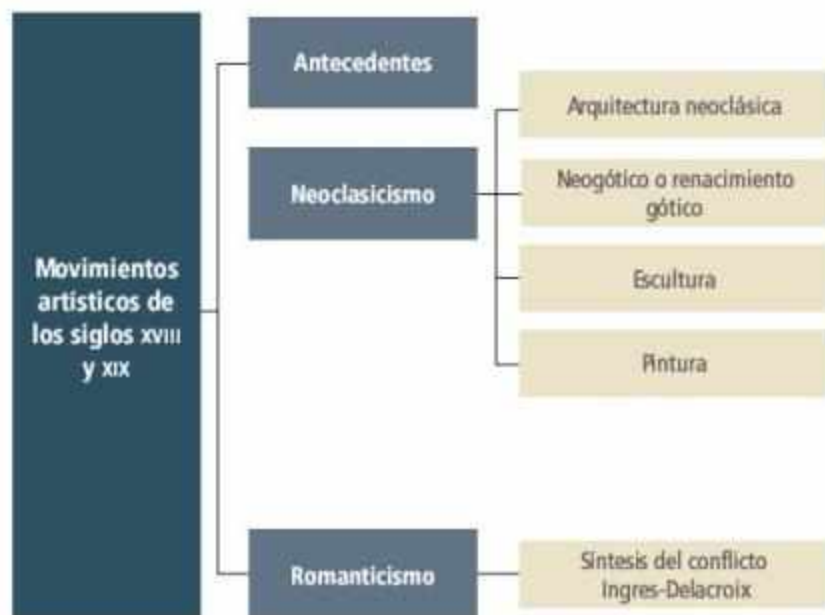 Movimientos
artísticos de
los siglos XVIII
y XIX
Antecedentes
Neoclasicismo
Arquitectura neoclásica
Neogótico o renacimiento
gótico
Escultura
Pintura
Romanticismo
Síntesis del conflicto
Ingres-Delacroix